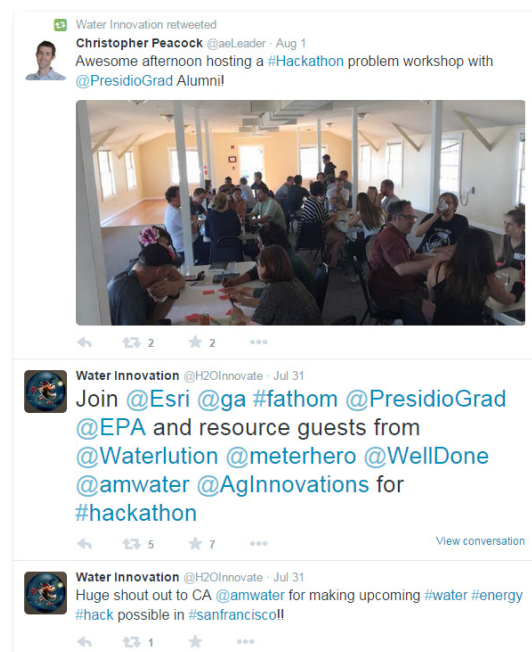 Water Innovation retweeted
Christopher Peacock @aeLeader · Aug 1
Awesome afternoon hosting a #Hackathon problem workshop with
@PresidioGrad Alumni!
2 2
Water Innovation @H2OInnovate · Jul 31
Join @Esri @ga #fathom @PresidioGrad
@EPA and resource guests from
@Waterlution @meterhero @WellDone
@amwater @AgInnovations for
#hackathon
5 7 View conversation
Water Innovation @H2OInnovate · Jul 31
Huge shout out to CA @amwater for making upcoming #water #energy
#hack possible in #sanfrancisco!!
1